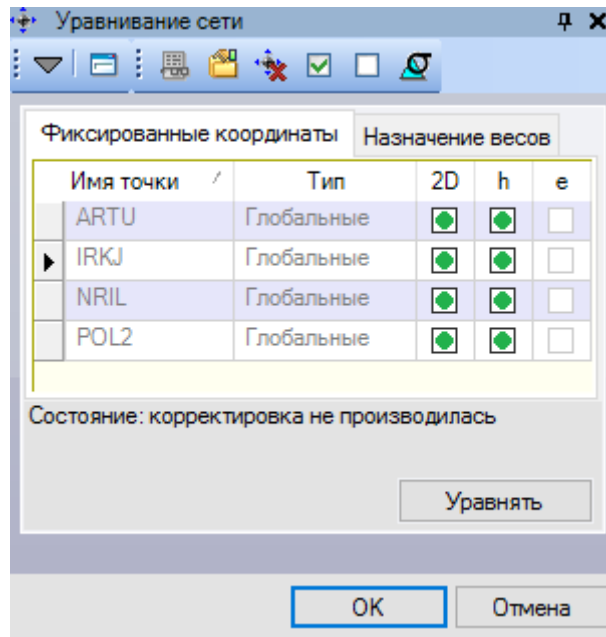 Уравнивание сети
Фиксированные координаты Назначение весов
Имя точки Тип 2D h e
ARTU Глобальные
IRKJ Глобальные
NRIL Глобальные
POL2 Глобальные
Состояние: корректировка не производилась
Уравнять
OK Отмена